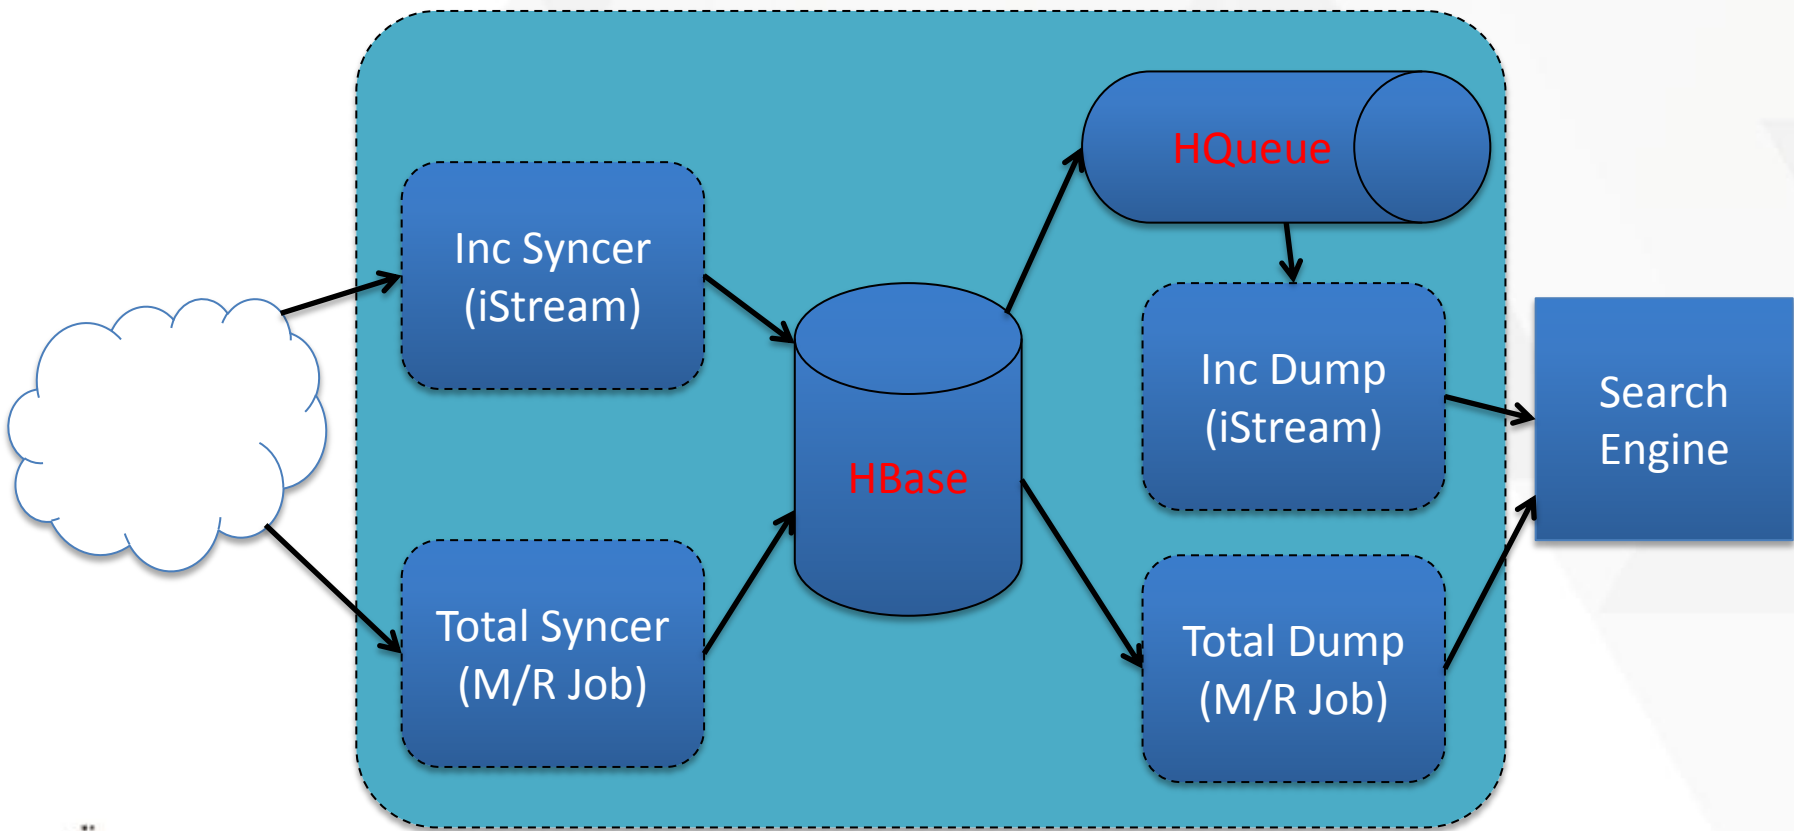 HQueue
Inc Syncer
(iStream)
Inc Dump
(iStream)
Search
Engine
HBase
Total Syncer
(M/R Job)
Total Dump
(M/R Job)